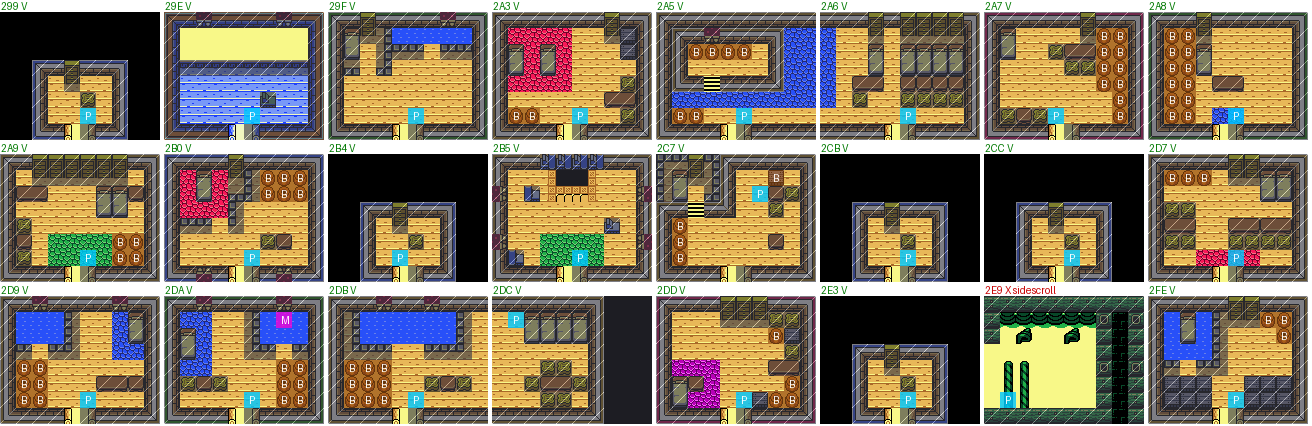 299 V 29E V 29F V 2A3 V 2A5 V 2A6 V 2A7 V 2A8 V
B B B B B B B B B B B B B B B B B B B B B B B B
P P P P P P P P
2A9 V 2B0 V 2B4 V 2B5 V 2C7 V 2CB V 2CC V 2D7 V
B B B B B B B B B B B B B B B B B
P P P P P P P P
2D9 V 2DA V 2DB V 2DC V 2DD V 2E3 V 2E9 X sidescroll 2FE V
M
B B B B B B B B B B B B B B B B B B B B B B
P P P P P P P P